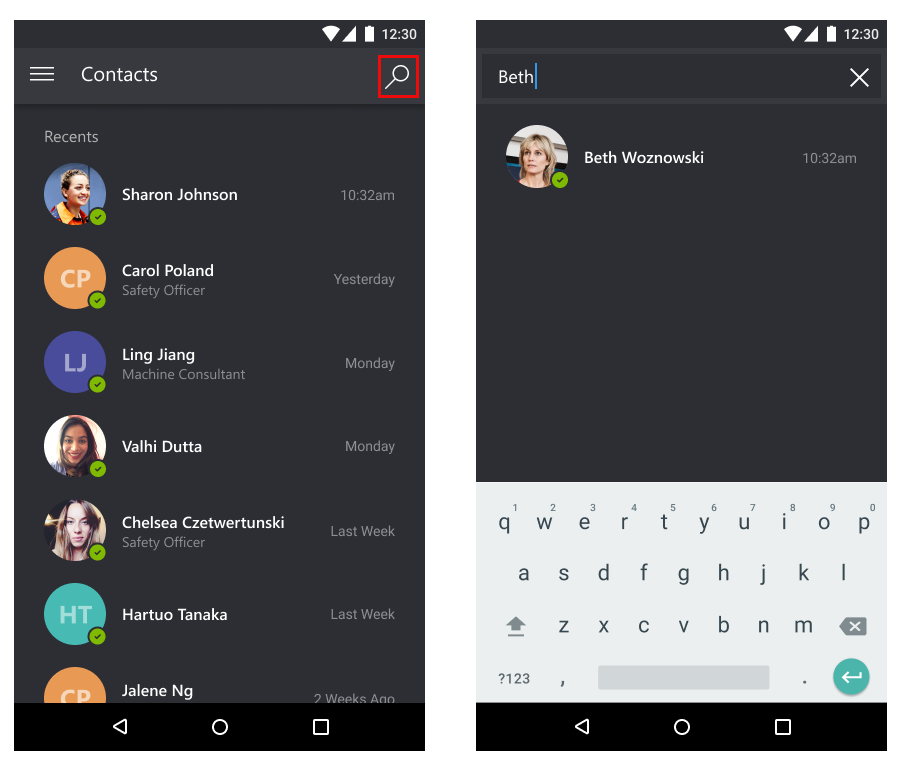 12:30
Contacts
Recents
Sharon Johnson 10:32am
CP Carol Poland Yesterday
Safety Officer
LJ Ling Jiang Monday
Machine Consultant
Valhi Dutta Monday
Chelsea Czetwertunski Last Week
Safety Officer
HT Hartuo Tanaka Last Week
CP Jalene Ng 2 Weeks Ago
12:30
Beth
Beth Woznowski 10:32am
1 2 3 4 5 6 7 8 9 0
q w e r t y u i o p
a s d f g h j k l
z x c v b n m
?123 , .